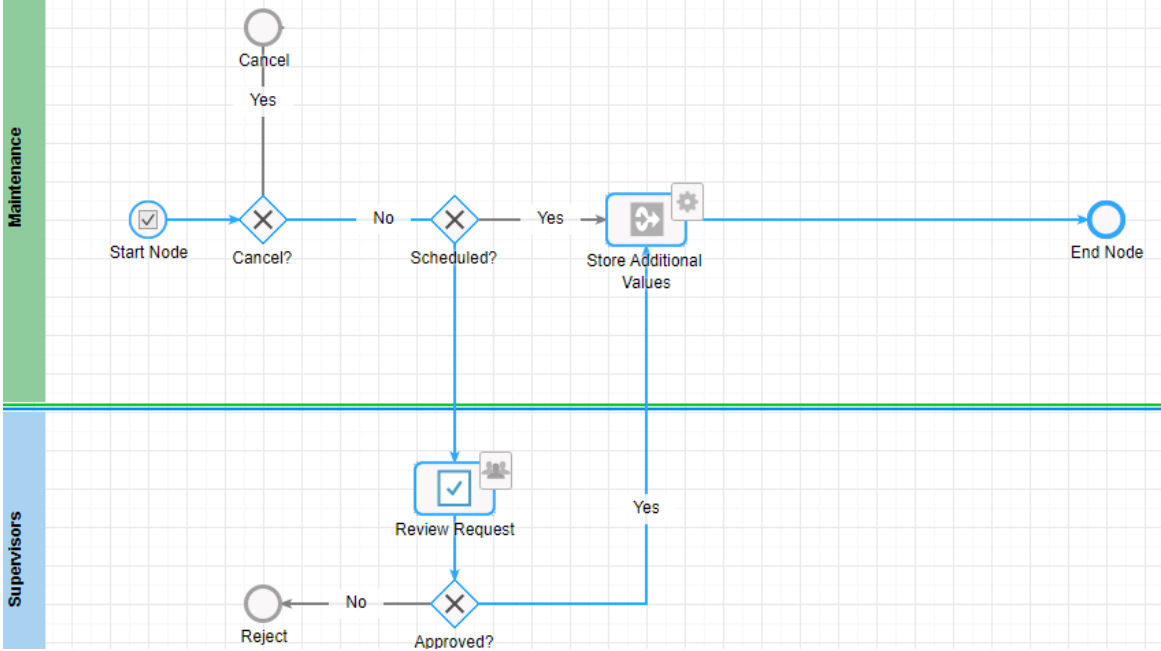 Maintenance
Cancel
Yes
No
Yes
Start Node
Cancel?
Scheduled?
Store Additional
Values
End Node
Supervisors
Review Request
Yes
No
Reject
Approved?